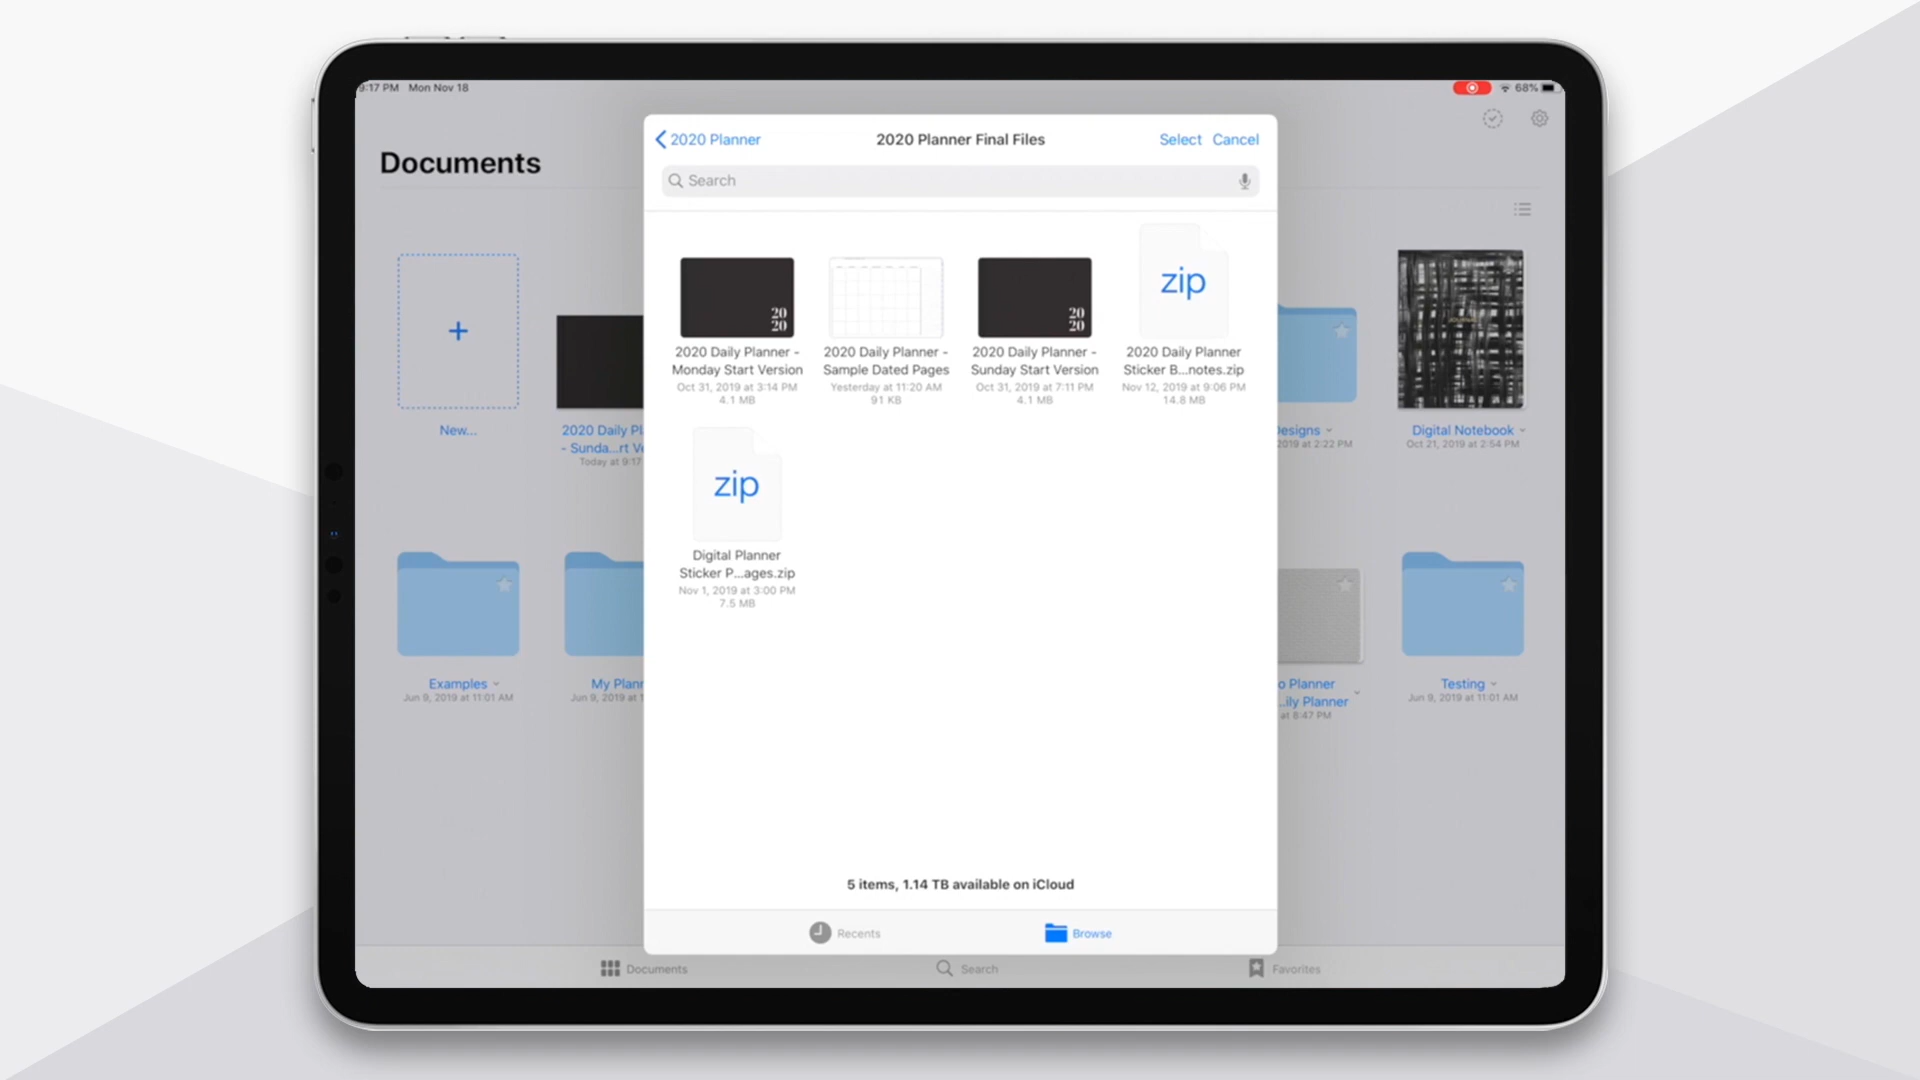 9:17 PM Mon Nov 18
68%
Documents
2020 Planner
2020 Planner Final Files
Select Cancel
Search
20
20
20
20
zip
2020 Daily Planner -
Monday Start Version
Oct 31, 2019 at 3:14 PM
4.1 MB
2020 Daily Planner -
Sample Dated Pages
Yesterday at 11:20 AM
91 KB
2020 Daily Planner -
Sunday Start Version
Oct 31, 2019 at 7:11 PM
4.1 MB
2020 Daily Planner
Sticker B...notes.zip
Nov 12, 2019 at 9:06 PM
14.8 MB
zip
Digital Planner
Sticker P...ages.zip
Nov 1, 2019 at 3:00 PM
7.5 MB
5 items, 1.14 TB available on iCloud
Recents
Browse
New...
2020 Daily Pl
- Sunda...rt Ve
Today at 9:17
esigns
2019 at 2:22 PM
Digital Notebook
Oct 21, 2019 at 2:54 PM
Examples
Jun 9, 2019 at 11:01 AM
My Plann
Jun 9, 2019 at 1
o Planner
...ily Planner
at 8:47 PM
Testing
Jun 9, 2019 at 11:01 AM
Documents
Search
Favorites